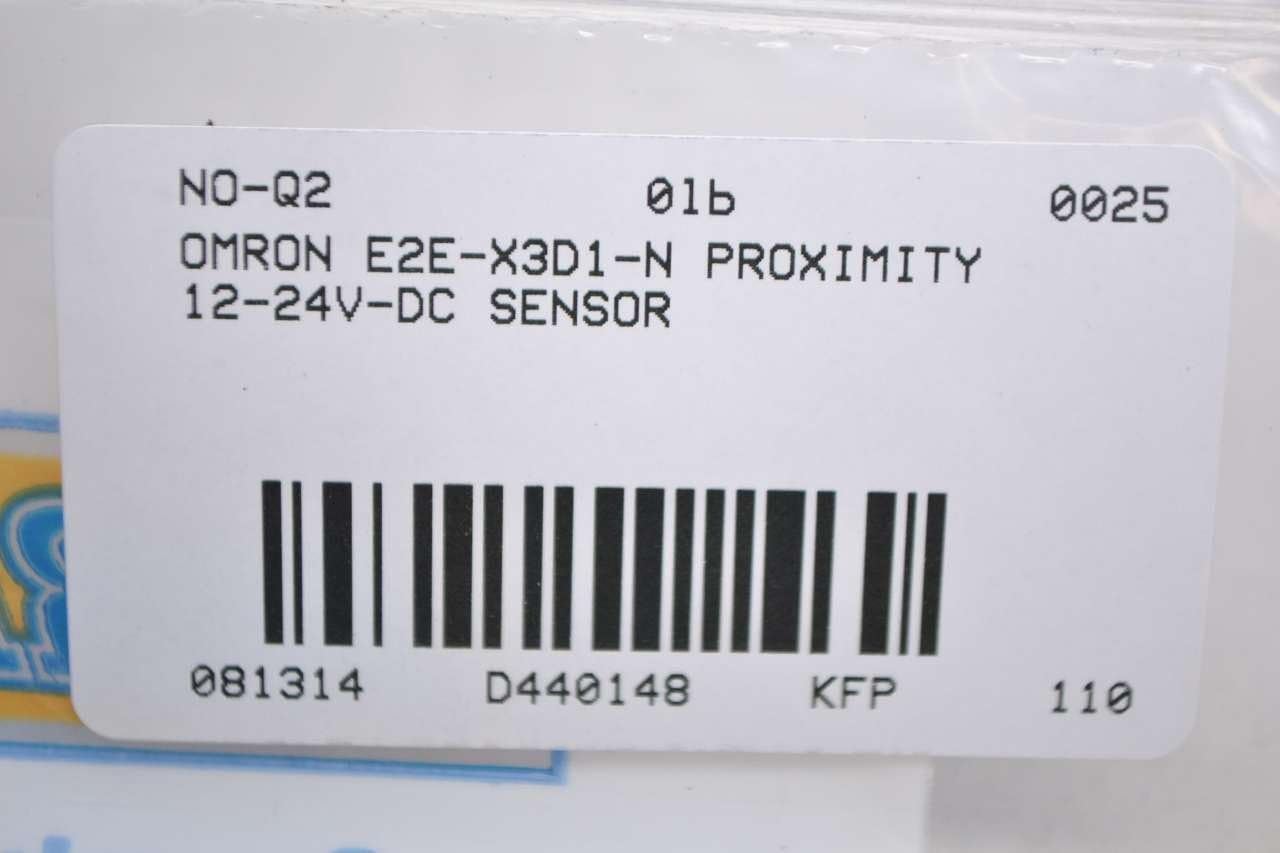 NO-Q2 01b 0025
OMRON E2E-X3D1-N PROXIMITY
12-24V-DC SENSOR
081314 D440148 KFP 110